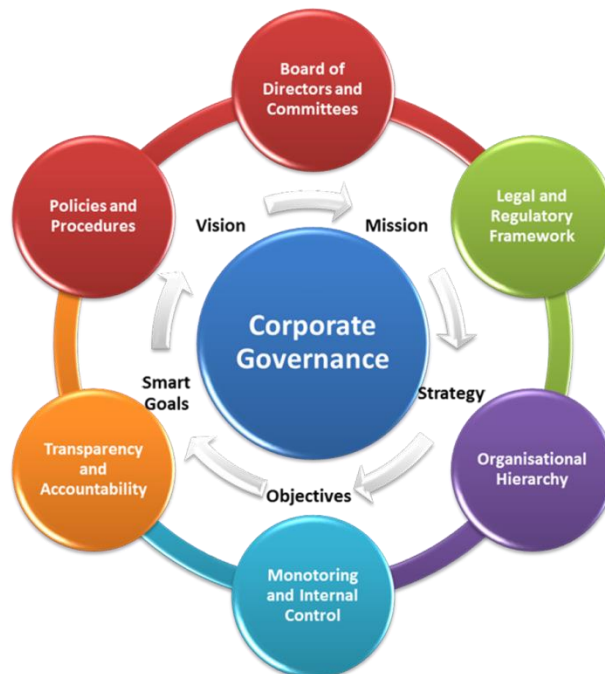 Board of
Directors and
Committees
Policies and
Procedures
Legal and
Regulatory
Framework
Vision
Mission
Corporate
Governance
Smart
Goals
Strategy
Transparency
and
Accountability
Organisational
Hierarchy
Objectives
Monotoring
and Internal
Control